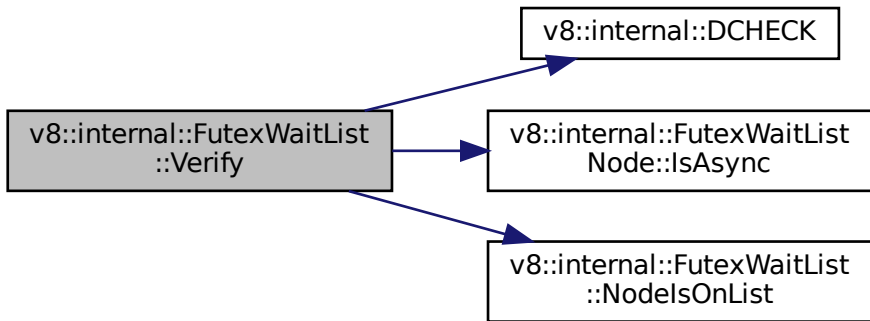 v8::internal::DCHECK
v8::internal::FutexWaitList
::Verify
v8::internal::FutexWaitList
Node::IsAsync
v8::internal::FutexWaitList
::NodeIsOnList